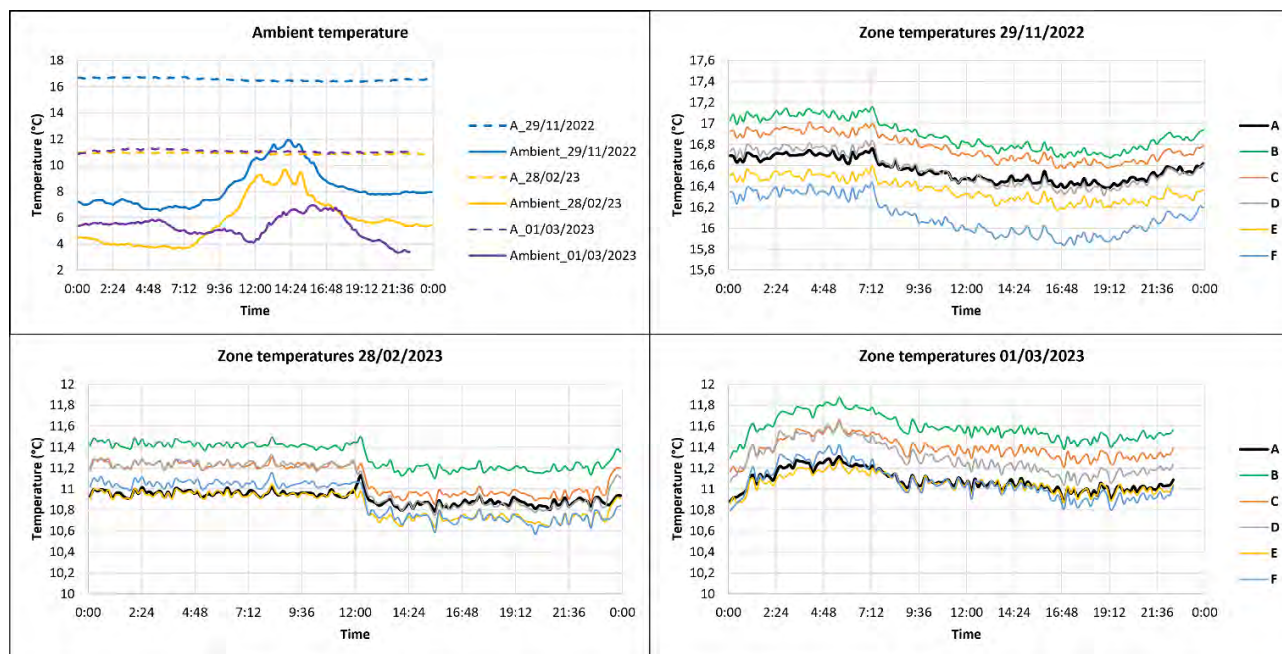 Ambient temperature
Temperature (°C)
18
16
14
12
10
8
6
4
2
0:00 2:24 4:48 7:12 9:36 12:00 14:24 16:48 19:12 21:36 0:00
Time
A_29/11/2022
Ambient_29/11/2022
A_28/02/23
Ambient_28/02/23
A_01/03/2023
Ambient_01/03/2023
Zone temperatures 29/11/2022
Temperature (°C)
17,6
17,2
17
16,8
16,6
16,4
16,2
15,8
15,6
0:00 2:24 4:48 7:12 9:36 12:00 14:24 16:48 19:12 21:36 0:00
Time
A
B
C
D
E
F
Zone temperatures 28/02/2023
Temperature (°C)
12
11,8
11,6
11,4
11,2
11
10,8
10,6
10,4
10,2
10
0:00 2:24 4:48 7:12 9:36 12:00 14:24 16:48 19:12 21:36 0:00
Time
Zone temperatures 01/03/2023
Temperature (°C)
12
11,8
11,6
11,4
11,2
11
10,8
10,6
10,4
10,2
10
0:00 2:24 4:48 7:12 9:36 12:00 14:24 16:48 19:12 21:36 0:00
Time
A
B
C
D
E
F